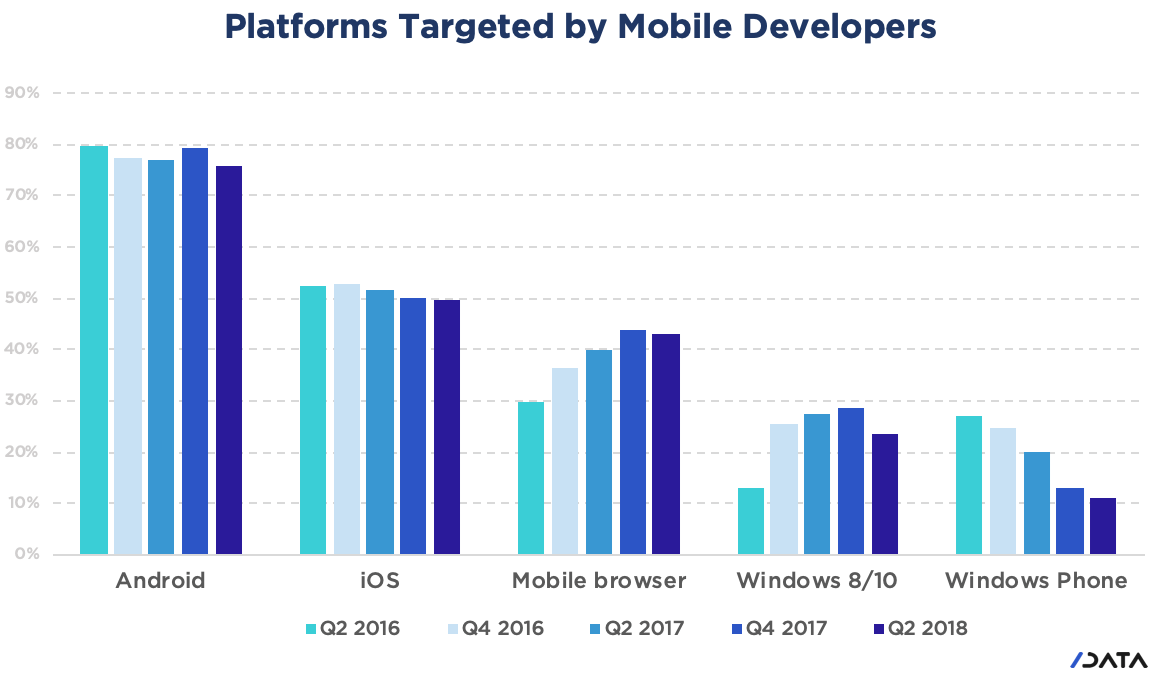 Platforms Targeted by Mobile Developers
90%
80%
70%
60%
50%
40%
30%
20%
10%
0%
Android iOS Mobile browser Windows 8/10 Windows Phone
Q2 2016 Q4 2016 Q2 2017 Q4 2017 Q2 2018
/DATA